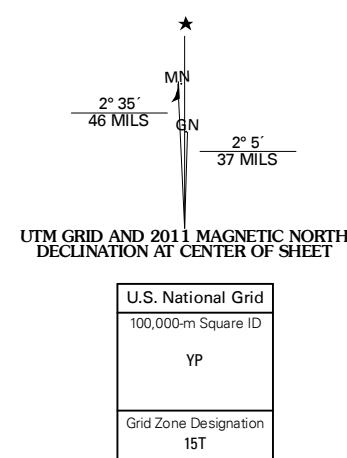 MN
GN
2° 35´
46 MILS
2° 5´
37 MILS
UTM GRID AND 2011 MAGNETIC NORTH
DECLINATION AT CENTER OF SHEET
U.S. National Grid
100,000-m Square ID
YP
Grid Zone Designation
15T